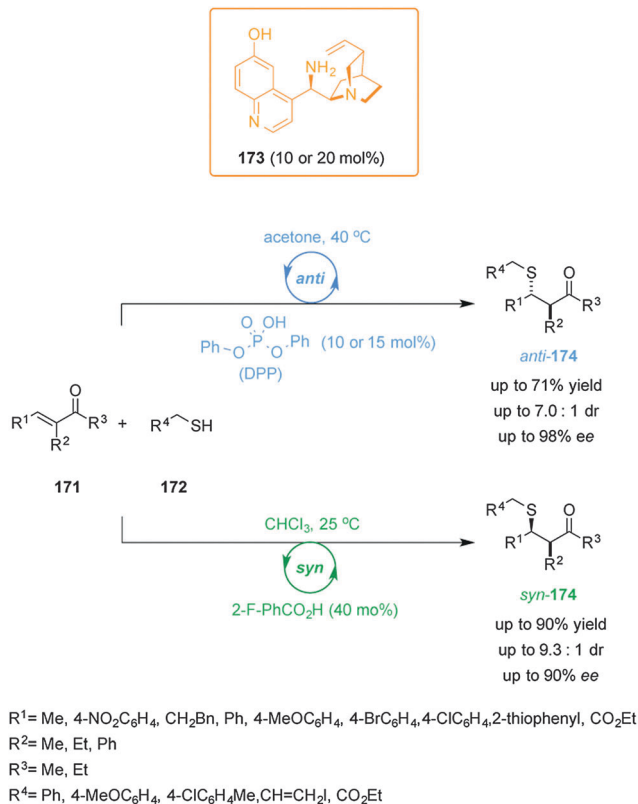 OH
NH₂
N
N
173 (10 or 20 mol%)
acetone, 40 °C
anti
O
OH
P
Ph
O
O
Ph
(10 or 15 mol%)
(DPP)
R⁴
S
O
R¹
R³
R²
anti-174
up to 71% yield
up to 7.0 : 1 dr
up to 98% ee
O
R¹
R³
R²
+
R⁴
SH
171
172
CHCl₃, 25 °C
syn
2-F-PhCO₂H (40 mo%)
R⁴
S
O
R¹
R³
R²
syn-174
up to 90% yield
up to 9.3 : 1 dr
up to 90% ee
R¹= Me, 4-NO₂C₆H₄, CH₂Bn, Ph, 4-MeOC₆H₄, 4-BrC₆H₄,4-ClC₆H₄,2-thiophenyl, CO₂Et
R²= Me, Et, Ph
R³= Me, Et
R⁴= Ph, 4-MeOC₆H₄, 4-ClC₆H₄Me,CH=CH₂I, CO₂Et